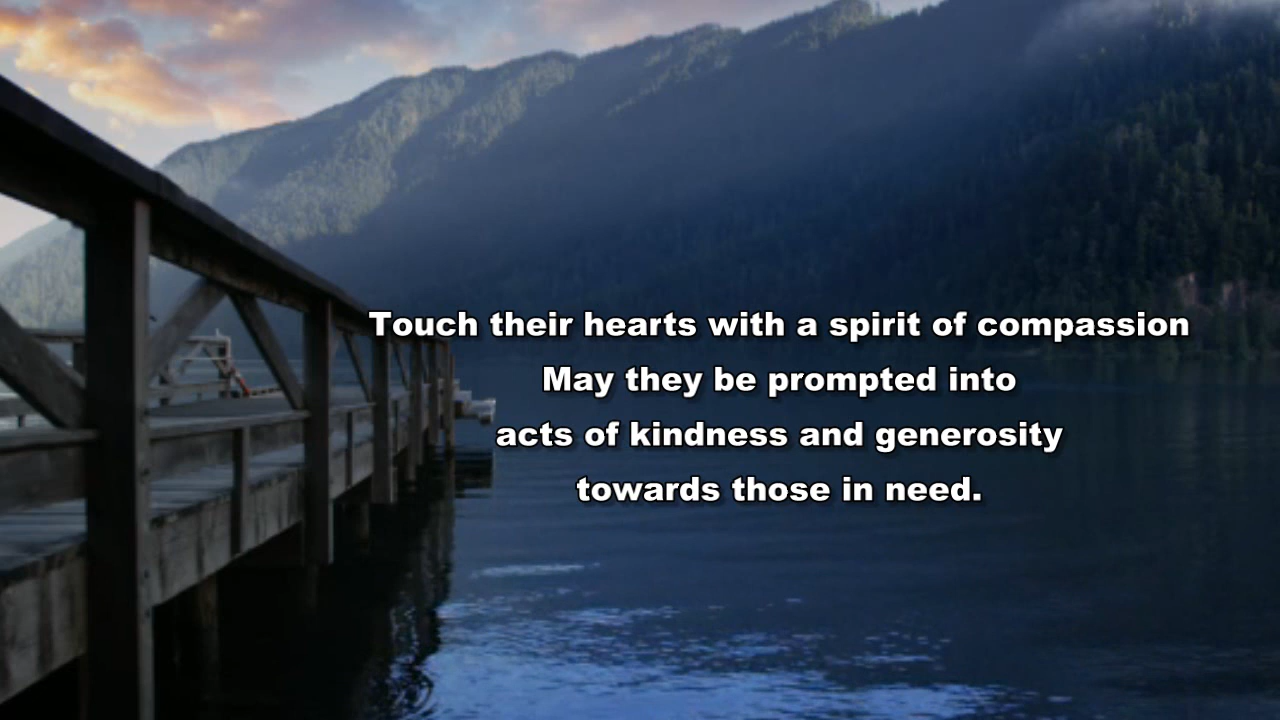 Touch their hearts with a spirit of compassion
May they be prompted into
acts of kindness and generosity
towards those in need.